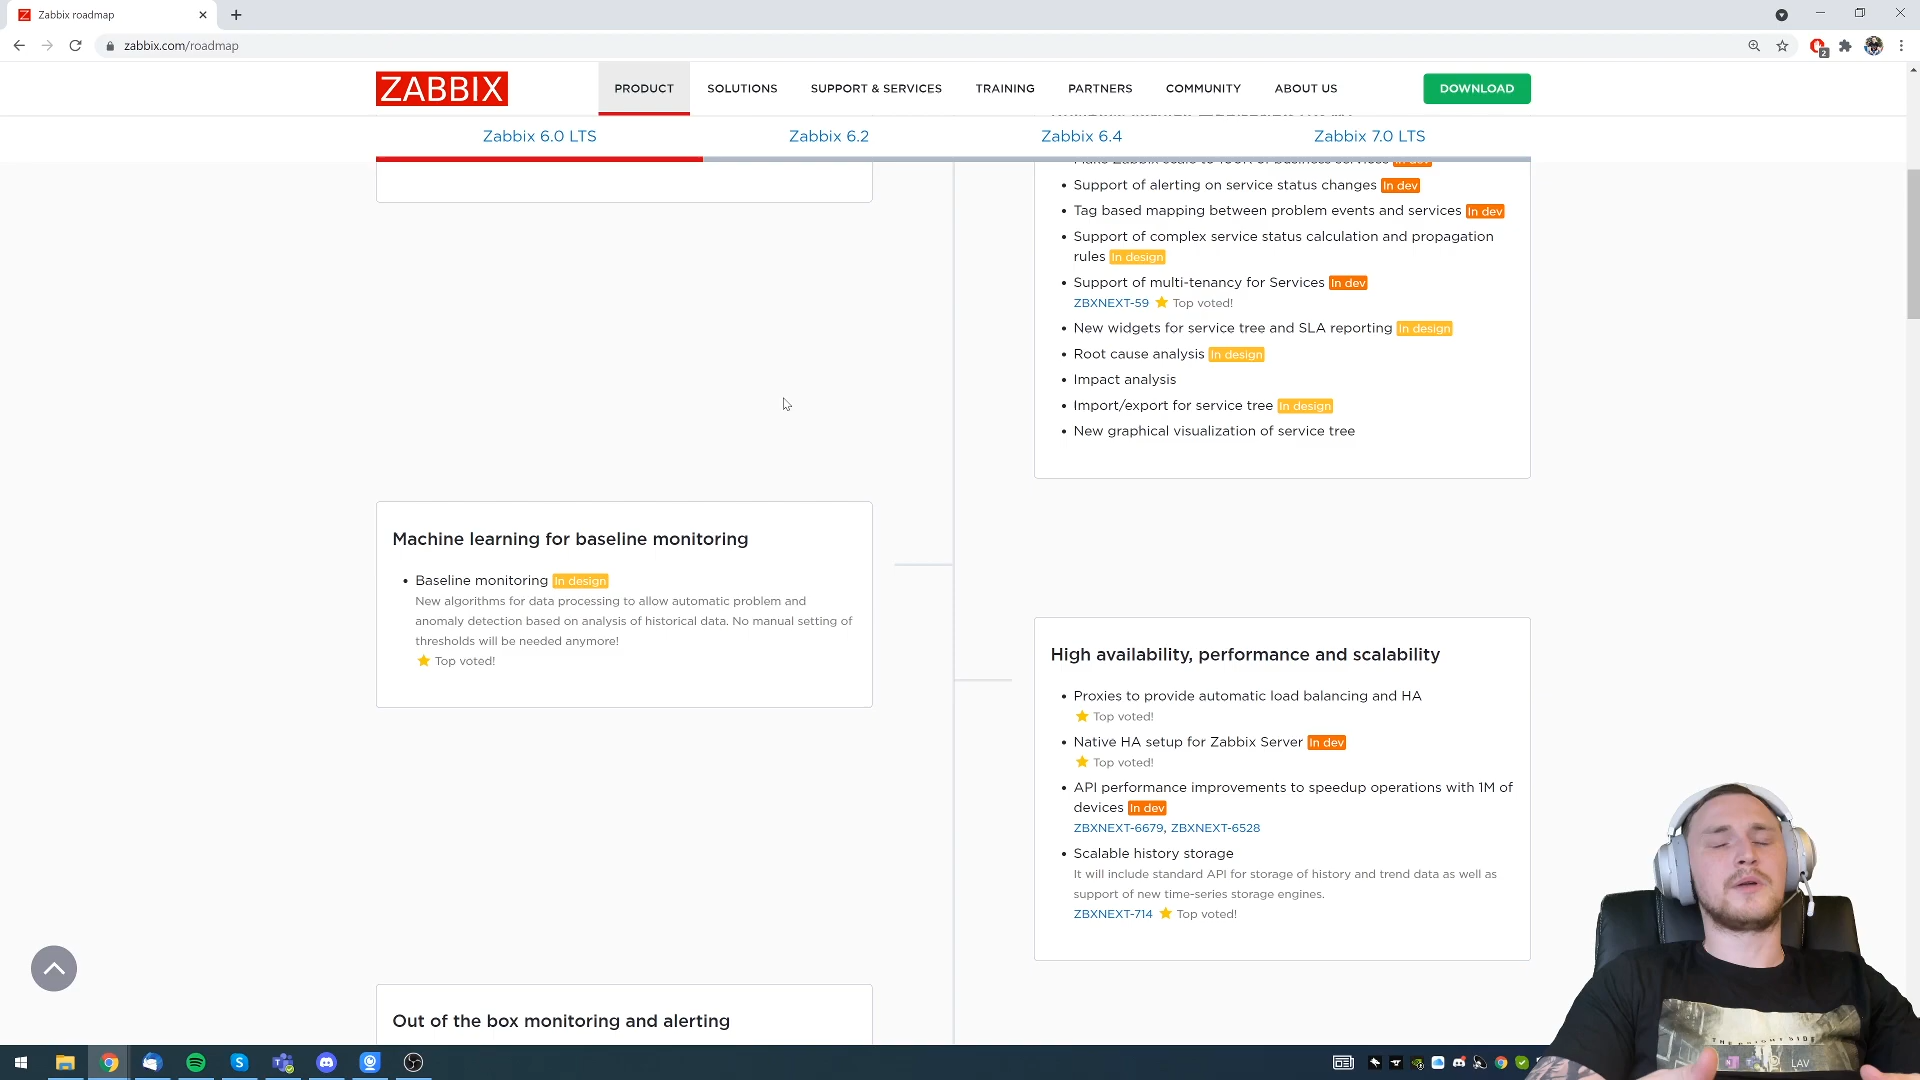 Zabbix roadmap
zabbix.com/roadmap
2
ZABBIX
PRODUCT
SOLUTIONS
SUPPORT & SERVICES
TRAINING
PARTNERS
COMMUNITY
ABOUT US
DOWNLOAD
Zabbix 6.0 LTS
Zabbix 6.2
Zabbix 6.4
Zabbix 7.0 LTS
• Support of alerting on service status changes In dev
• Tag based mapping between problem events and services In dev
• Support of complex service status calculation and propagation
rules In design
• Support of multi-tenancy for Services In dev
ZBXNEXT-59 Top voted!
• New widgets for service tree and SLA reporting In design
• Root cause analysis In design
• Impact analysis
• Import/export for service tree In design
• New graphical visualization of service tree
Machine learning for baseline monitoring
• Baseline monitoring In design
New algorithms for data processing to allow automatic problem and
anomaly detection based on analysis of historical data. No manual setting of
thresholds will be needed anymore!
Top voted!
High availability, performance and scalability
• Proxies to provide automatic load balancing and HA
Top voted!
• Native HA setup for Zabbix Server In dev
Top voted!
• API performance improvements to speedup operations with 1M of
devices In dev
ZBXNEXT-6679, ZBXNEXT-6528
• Scalable history storage
It will include standard API for storage of history and trend data as well as
support of new time-series storage engines.
ZBXNEXT-714 Top voted!
Out of the box monitoring and alerting
LAV